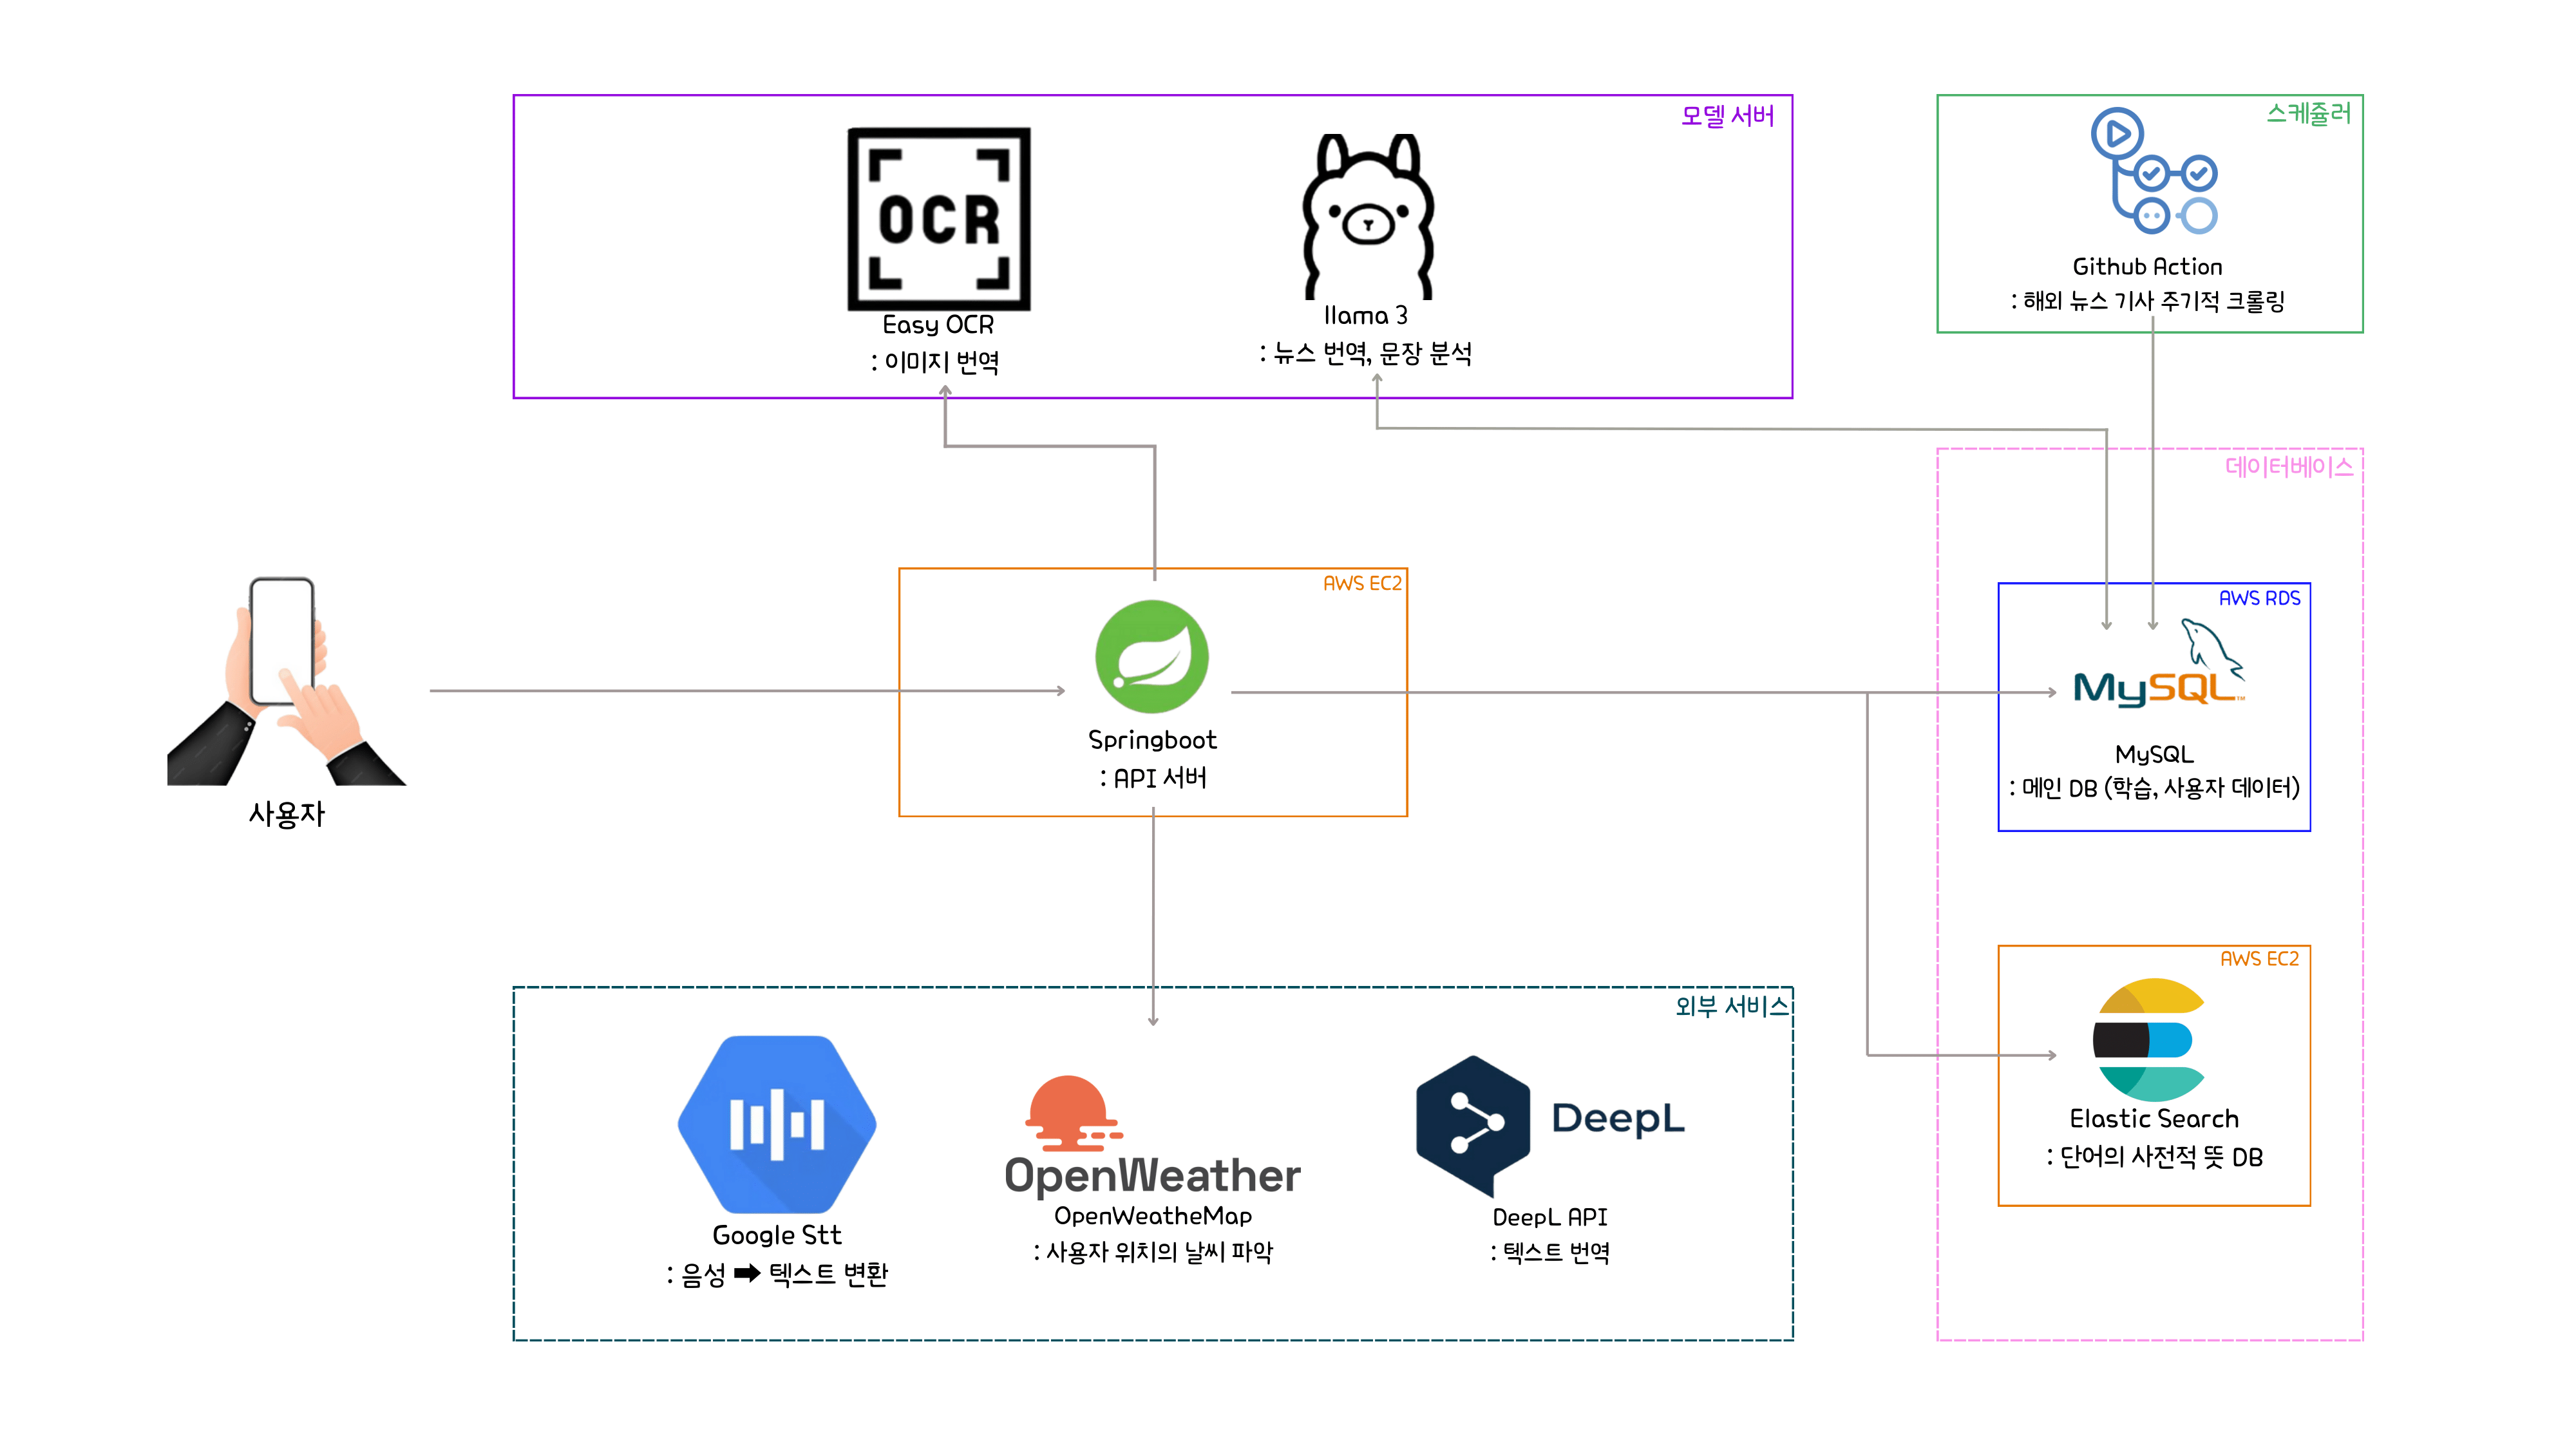 모델 서버
OCR
Easy OCR
: 이미지 번역
llama 3
: 뉴스 번역, 문장 분석
스케쥴러
Github Action
: 해외 뉴스 기사 주기적 크롤링
사용자
AWS EC2
Springboot
: API 서버
데이터베이스
AWS RDS
MySQL™
MySQL
: 메인 DB (학습, 사용자 데이터)
AWS EC2
Elastic Search
: 단어의 사전적 뜻 DB
외부 서비스
Google Stt
: 음성 ➡ 텍스트 변환
OpenWeather
OpenWeatheMap
: 사용자 위치의 날씨 파악
DeepL
DeepL API
: 텍스트 번역